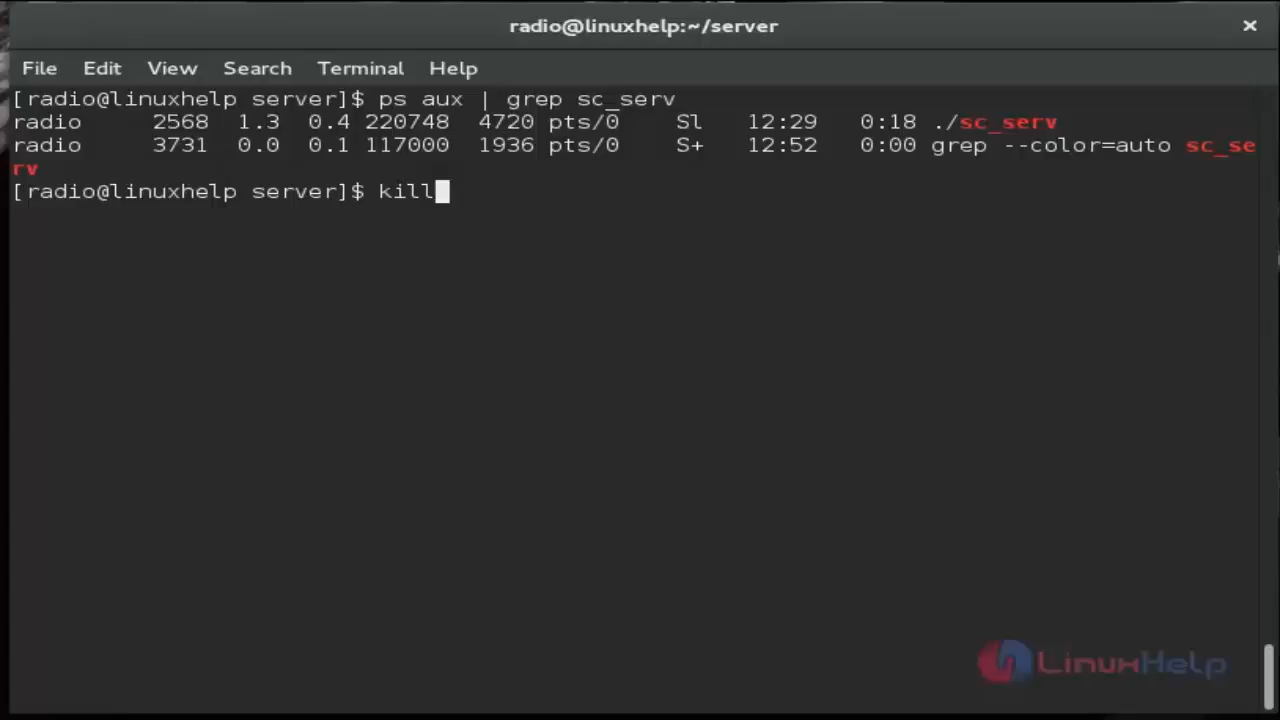 radio@linuxhelp:~/server ×
File Edit View Search Terminal Help
[radio@linuxhelp server]$ ps aux | grep sc_serv
radio 2568 1.3 0.4 220748 4720 pts/0 Sl 12:29 0:18 ./sc_serv
radio 3731 0.0 0.1 117000 1936 pts/0 S+ 12:52 0:00 grep --color=auto sc_se
rv
[radio@linuxhelp server]$ kill
LinuxHelp